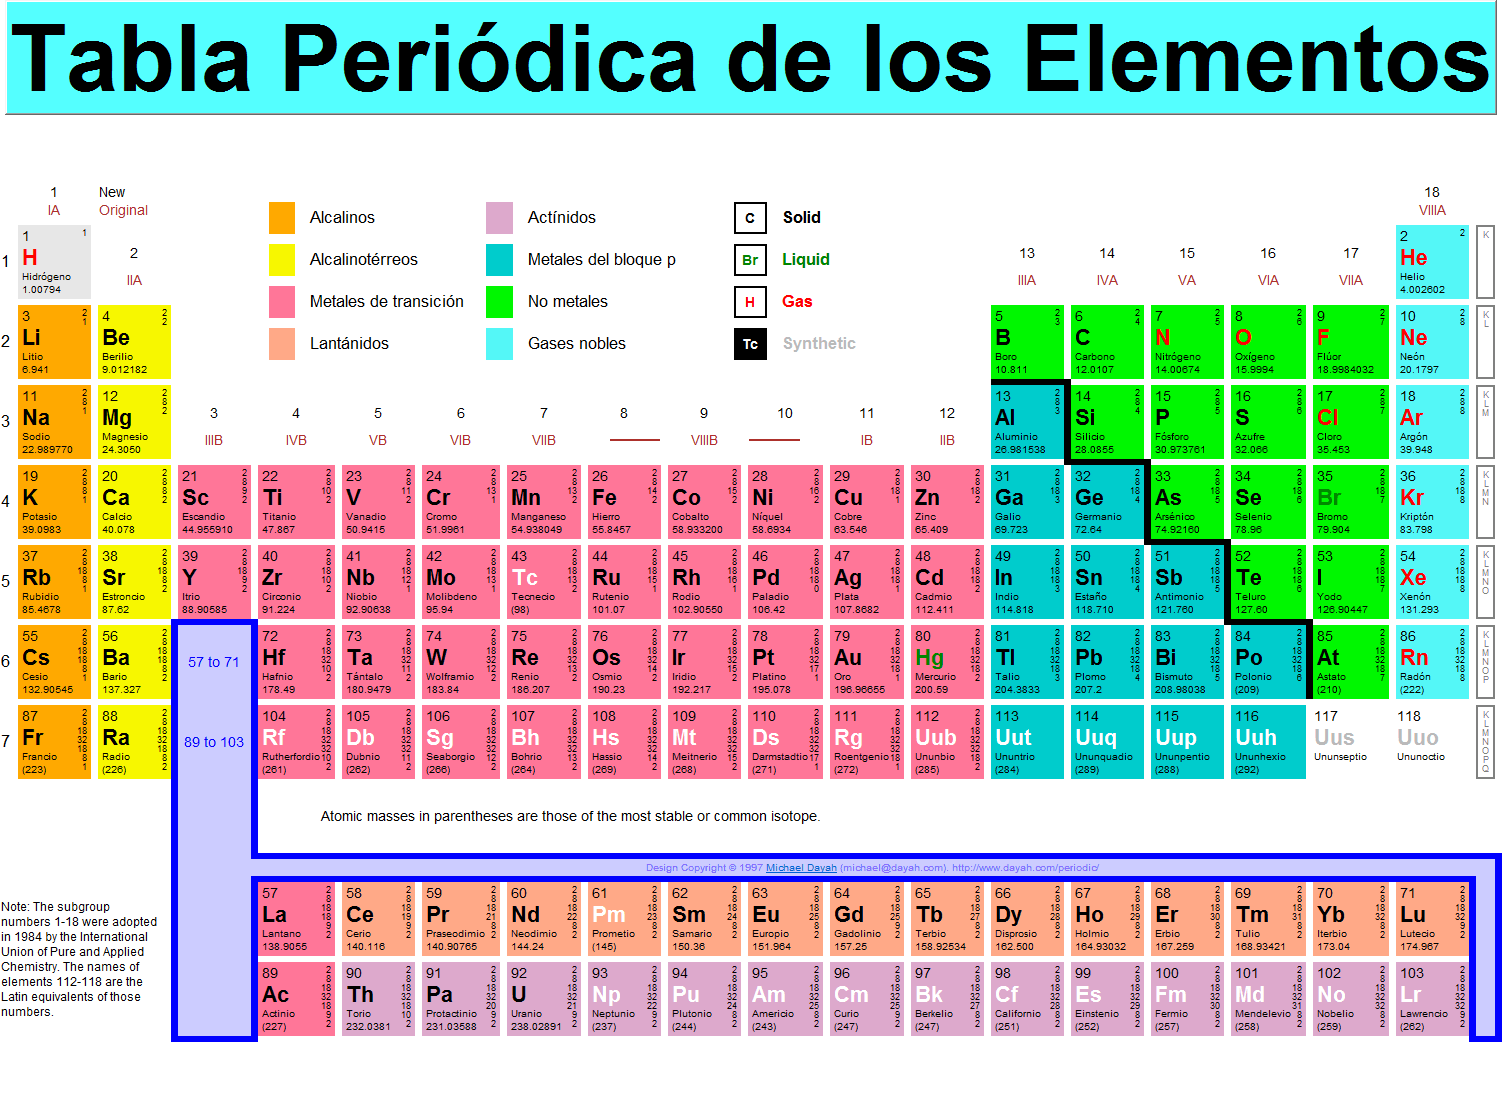 Tabla Periódica de los Elementos
1 New 18
IA Original VIIIA
Alcalinos Actínidos C Solid
Alcalinotérreos Metales del bloque p Br Liquid
Metales de transición No metales H Gas
Lantánidos Gases nobles Tc Synthetic
2 13 14 15 16 17
IIA IIIA IVA VA VIA VIIA
3 4 5 6 7 8 9 10 11 12
IIIB IVB VB VIB VIIB VIIIB IB IIB
1
1 H Hidrógeno 1.00794
2 He Helio 4.002602
K
2
3 Li Litio 6.941
4 Be Berilio 9.012182
5 B Boro 10.811
6 C Carbono 12.0107
7 N Nitrógeno 14.00674
8 O Oxígeno 15.9994
9 F Flúor 18.9984032
10 Ne Neón 20.1797
K L
3
11 Na Sodio 22.989770
12 Mg Magnesio 24.3050
13 Al Aluminio 26.981538
14 Si Silicio 28.0855
15 P Fósforo 30.973761
16 S Azufre 32.066
17 Cl Cloro 35.453
18 Ar Argón 39.948
K L M
4
19 K Potasio 39.0983
20 Ca Calcio 40.078
21 Sc Escandio 44.955910
22 Ti Titanio 47.867
23 V Vanadio 50.9415
24 Cr Cromo 51.9961
25 Mn Manganeso 54.938049
26 Fe Hierro 55.8457
27 Co Cobalto 58.933200
28 Ni Níquel 58.6934
29 Cu Cobre 63.546
30 Zn Zinc 65.409
31 Ga Galio 69.723
32 Ge Germanio 72.64
33 As Arsénico 74.92160
34 Se Selenio 78.96
35 Br Bromo 79.904
36 Kr Kriptón 83.798
K L M N
5
37 Rb Rubidio 85.4678
38 Sr Estroncio 87.62
39 Y Itrio 88.90585
40 Zr Circonio 91.224
41 Nb Niobio 92.90638
42 Mo Molibdeno 95.94
43 Tc Tecnecio (98)
44 Ru Rutenio 101.07
45 Rh Rodio 102.90550
46 Pd Paladio 106.42
47 Ag Plata 107.8682
48 Cd Cadmio 112.411
49 In Indio 114.818
50 Sn Estaño 118.710
51 Sb Antimonio 121.760
52 Te Teluro 127.60
53 I Yodo 126.90447
54 Xe Xenón 131.293
K L M N O
6
55 Cs Cesio 132.90545
56 Ba Bario 137.327
57 to 71
72 Hf Hafnio 178.49
73 Ta Tántalo 180.9479
74 W Wolframio 183.84
75 Re Renio 186.207
76 Os Osmio 190.23
77 Ir Iridio 192.217
78 Pt Platino 195.078
79 Au Oro 196.96655
80 Hg Mercurio 200.59
81 Tl Talio 204.3833
82 Pb Plomo 207.2
83 Bi Bismuto 208.98038
84 Po Polonio (209)
85 At Astato (210)
86 Rn Radón (222)
K L M N O P
7
87 Fr Francio (223)
88 Ra Radio (226)
89 to 103
104 Rf Rutherfordio (261)
105 Db Dubnio (262)
106 Sg Seaborgio (266)
107 Bh Bohrio (264)
108 Hs Hassio (269)
109 Mt Meitnerio (268)
110 Ds Darmstadtio (271)
111 Rg Roentgenio (272)
112 Uub Ununbio (285)
113 Uut Ununtrio (284)
114 Uuq Ununquadio (289)
115 Uup Ununpentio (288)
116 Uuh Ununhexio (292)
117 Uus Ununseptio
118 Uuo Ununoctio
K L M N O P Q
Atomic masses in parentheses are those of the most stable or common isotope.
Design Copyright © 1997 Michael Dayah (michael@dayah.com). http://www.dayah.com/periodic/
Note: The subgroup
numbers 1-18 were adopted
in 1984 by the International
Union of Pure and Applied
Chemistry. The names of
elements 112-118 are the
Latin equivalents of those
numbers.
57 La Lantano 138.9055
58 Ce Cerio 140.116
59 Pr Praseodimio 140.90765
60 Nd Neodimio 144.24
61 Pm Prometio (145)
62 Sm Samario 150.36
63 Eu Europio 151.964
64 Gd Gadolinio 157.25
65 Tb Terbio 158.92534
66 Dy Disprosio 162.500
67 Ho Holmio 164.93032
68 Er Erbio 167.259
69 Tm Tulio 168.93421
70 Yb Iterbio 173.04
71 Lu Lutecio 174.967
89 Ac Actinio (227)
90 Th Torio 232.0381
91 Pa Protactinio 231.03588
92 U Uranio 238.02891
93 Np Neptunio (237)
94 Pu Plutonio (244)
95 Am Americio (243)
96 Cm Curio (247)
97 Bk Berkelio (247)
98 Cf Californio (251)
99 Es Einstenio (252)
100 Fm Fermio (257)
101 Md Mendelevio (258)
102 No Nobelio (259)
103 Lr Lawrencio (262)